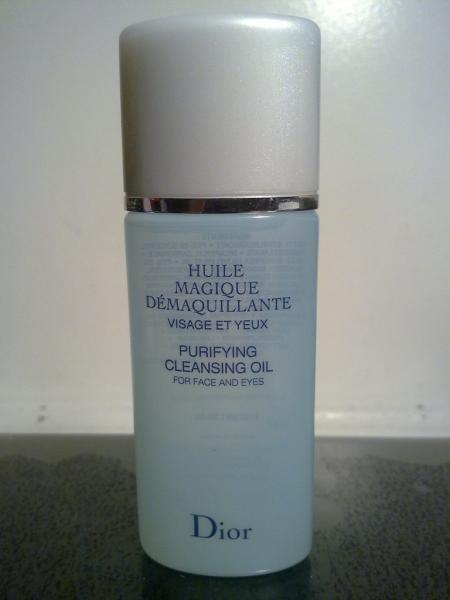 HUILE
MAGIQUE
DÉMAQUILLANTE
VISAGE ET YEUX
PURIFYING
CLEANSING OIL
FOR FACE AND EYES
Dior